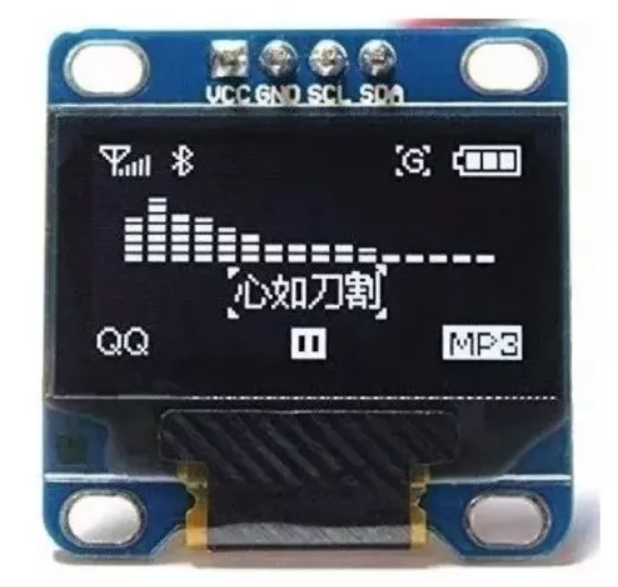 VCC GND SCL SDA
G
心如刀割
QQ
MP3